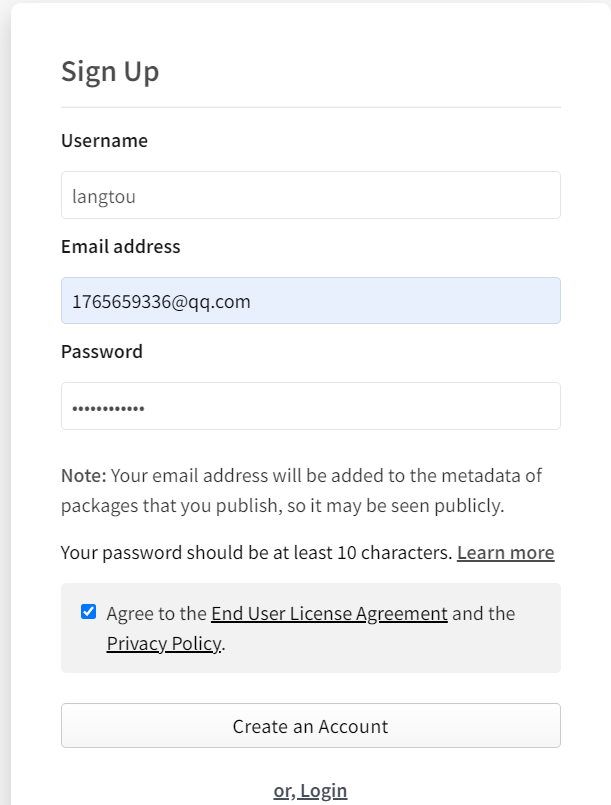 Sign Up
Username
langtou
Email address
1765659336@qq.com
Password
••••••••••••
Note: Your email address will be added to the metadata of
packages that you publish, so it may be seen publicly.
Your password should be at least 10 characters. Learn more
Agree to the End User License Agreement and the
Privacy Policy.
Create an Account
or, Login